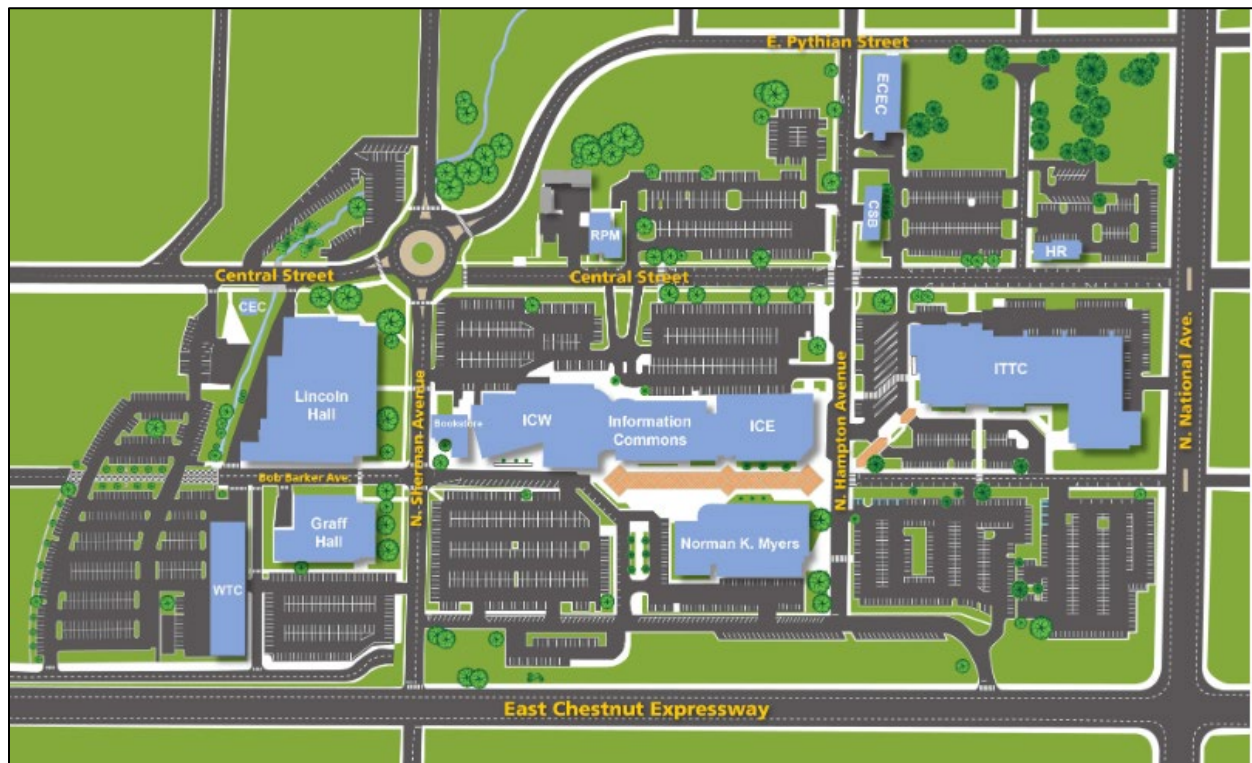 E. Pythian Street
ECEC
CSB
RPM
HR
Central Street
Central Street
CEC
N. National Ave.
ITTC
N. Hampton Avenue
N. Sherman Avenue
Lincoln
Hall
Bookstore
ICW
Information
Commons
ICE
Bob Barker Ave.
Graff
Hall
Norman K. Myers
WTC
East Chestnut Expressway